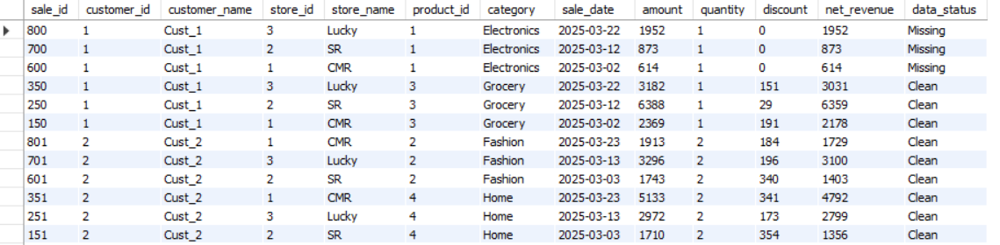 sale_id customer_id customer_name store_id store_name product_id category sale_date amount quantity discount net_revenue data_status
800 1 Cust_1 3 Lucky 1 Electronics 2025-03-22 1952 1 0 1952 Missing
700 1 Cust_1 2 SR 1 Electronics 2025-03-12 873 1 0 873 Missing
600 1 Cust_1 1 CMR 1 Electronics 2025-03-02 614 1 0 614 Missing
350 1 Cust_1 3 Lucky 3 Grocery 2025-03-22 3182 1 151 3031 Clean
250 1 Cust_1 2 SR 3 Grocery 2025-03-12 6388 1 29 6359 Clean
150 1 Cust_1 1 CMR 3 Grocery 2025-03-02 2369 1 191 2178 Clean
801 2 Cust_2 1 CMR 2 Fashion 2025-03-23 1913 2 184 1729 Clean
701 2 Cust_2 3 Lucky 2 Fashion 2025-03-13 3296 2 196 3100 Clean
601 2 Cust_2 2 SR 2 Fashion 2025-03-03 1743 2 340 1403 Clean
351 2 Cust_2 1 CMR 4 Home 2025-03-23 5133 2 341 4792 Clean
251 2 Cust_2 3 Lucky 4 Home 2025-03-13 2972 2 173 2799 Clean
151 2 Cust_2 2 SR 4 Home 2025-03-03 1710 2 354 1356 Clean